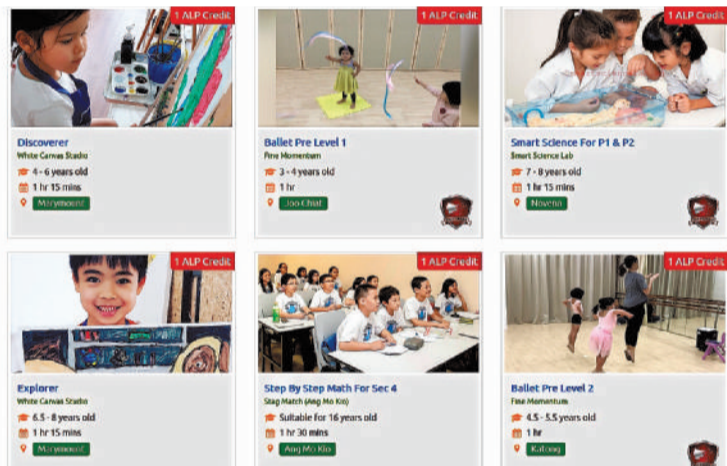 1 ALP Credit
Discoverer
White Canvas Studio
4 - 6 years old
1 hr 15 mins
Marymount
1 ALP Credit
Ballet Pre Level 1
Fine Momentum
3 - 4 years old
1 hr
Joo Chiat
1 ALP Credit
Smart Science For P1 & P2
Smart Science Lab
7 - 8 years old
1 hr 15 mins
Novena
1 ALP Credit
Explorer
White Canvas Studio
6.5 - 8 years old
1 hr 15 mins
Marymount
1 ALP Credit
Step By Step Math For Sec 4
Stag Match (Ang Mo Kio)
Suitable for 16 years old
1 hr 30 mins
Ang Mo Kio
1 ALP Credit
Ballet Pre Level 2
Fine Momentum
4.5 - 5.5 years old
1 hr
Katong